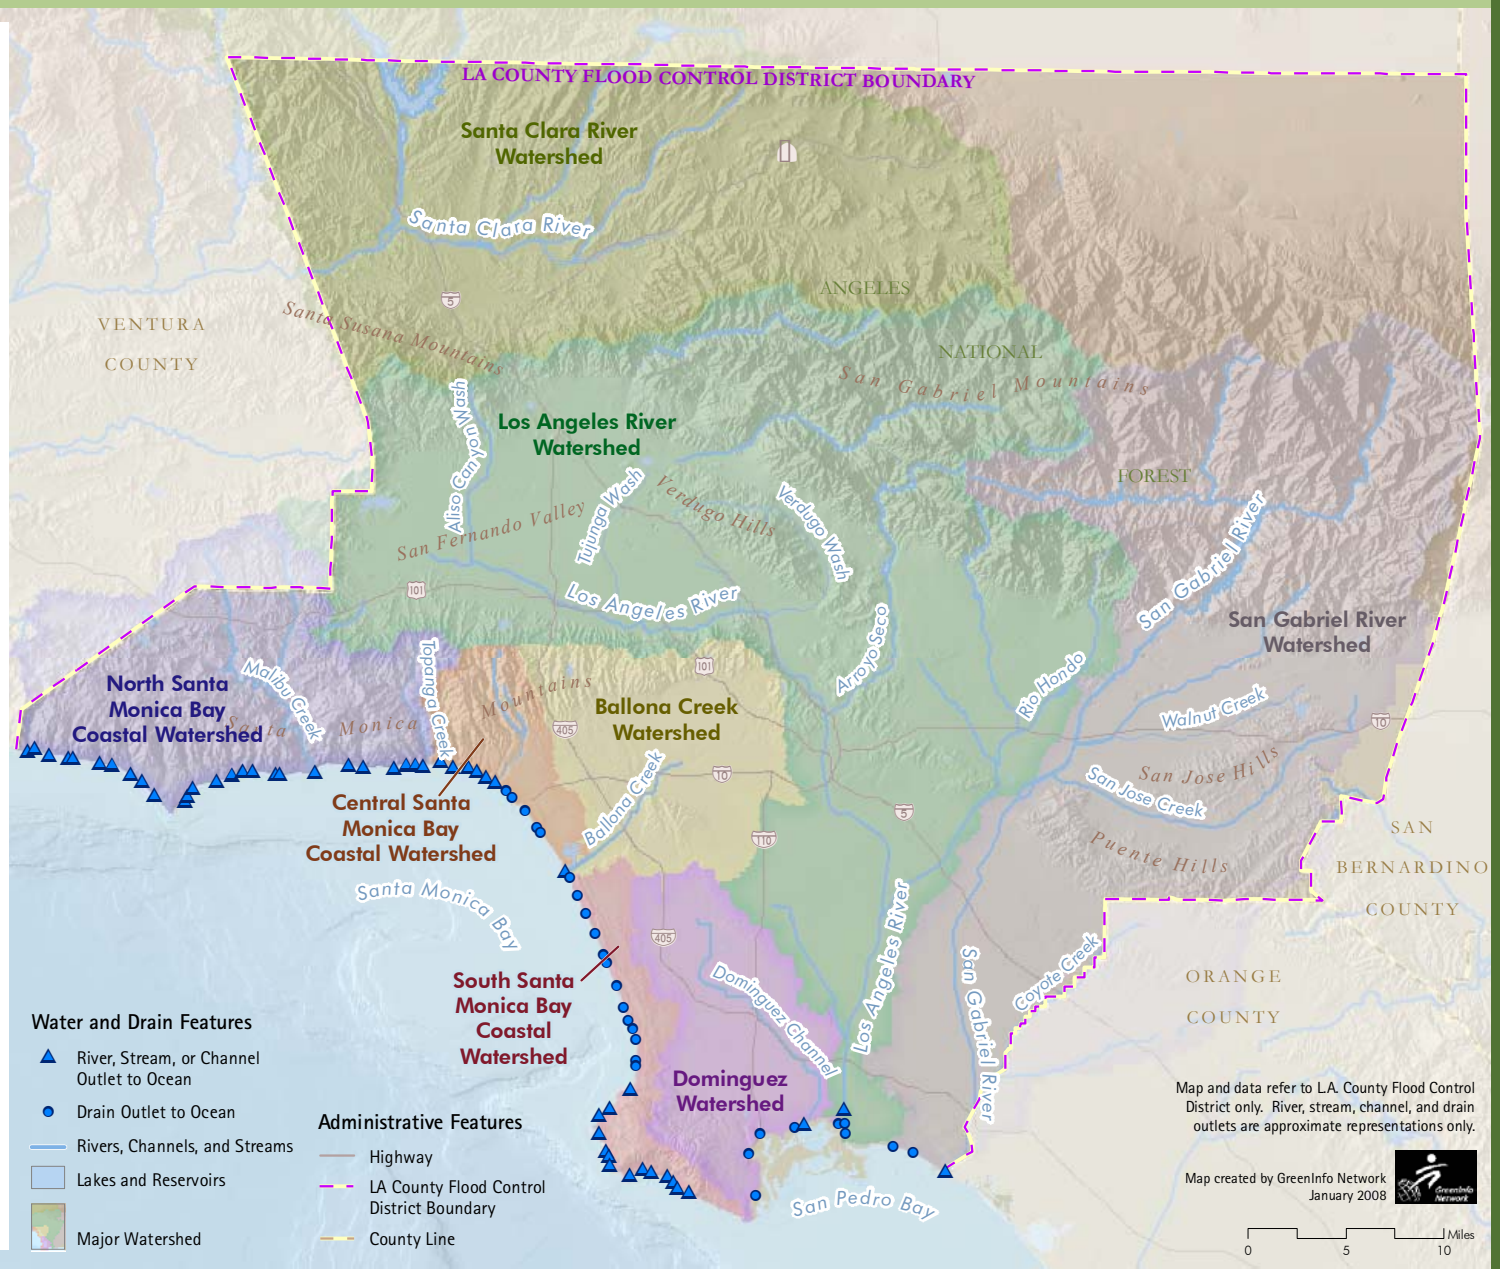 LA COUNTY FLOOD CONTROL DISTRICT BOUNDARY
Santa Clara River
Watershed
Santa Clara River
ANGELES
5
Santa Susana Mountains
VENTURA
COUNTY
NATIONAL
San Gabriel Mountains
Aliso Canyon Wash
Los Angeles River
Watershed
FOREST
Tujunga Wash
Verdugo Hills
Verdugo Wash
San Fernando Valley
San Gabriel River
101
Los Angeles River
San Gabriel River
Watershed
Arroyo Seco
Rio Hondo
Topanga Creek
Malibu Creek
North Santa
Monica Bay
Coastal Watershed
Santa Monica Mountains
101
405
Ballona Creek
Watershed
Walnut Creek
10
10
San Jose Hills
San Jose Creek
Ballona Creek
Central Santa
Monica Bay
Coastal Watershed
5
110
Puente Hills
SAN
BERNARDINO
COUNTY
Santa Monica Bay
405
Los Angeles River
San Gabriel River
Coyote Creek
ORANGE
COUNTY
South Santa
Monica Bay
Coastal
Watershed
Dominguez Channel
Dominguez
Watershed
San Pedro Bay
Water and Drain Features
River, Stream, or Channel
Outlet to Ocean
Drain Outlet to Ocean
Rivers, Channels, and Streams
Lakes and Reservoirs
Major Watershed
Administrative Features
Highway
LA County Flood Control
District Boundary
County Line
Map and data refer to L.A. County Flood Control
District only. River, stream, channel, and drain
outlets are approximate representations only.
Map created by GreenInfo Network
January 2008
GreenInfo
Network
Miles
0 5 10